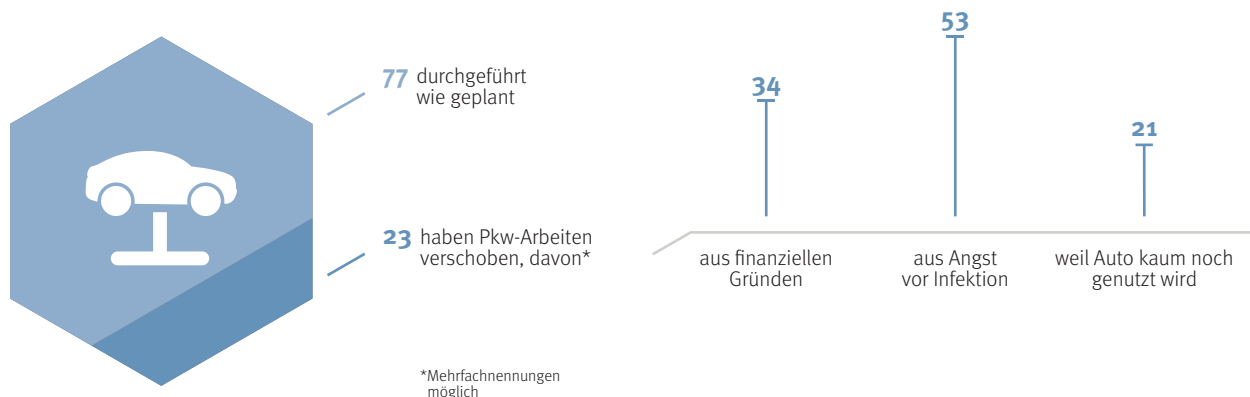 77 durchgeführt
wie geplant
23 haben Pkw-Arbeiten
verschoben, davon*
*Mehrfachnennungen
möglich
34
53
21
aus finanziellen
Gründen
aus Angst
vor Infektion
weil Auto kaum noch
genutzt wird